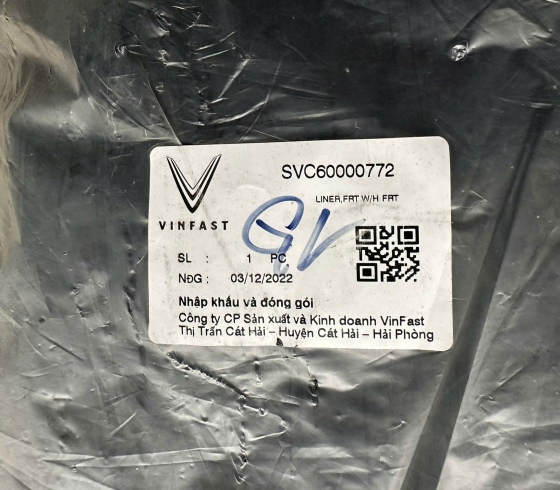 SVC60000772
LINER,FRT W/H FRT
VINFAST
SL : 1 PC
NĐG : 03/12/2022
Nhập khẩu và đóng gói
Công ty CP Sản xuất và Kinh doanh VinFast
Thị Trấn Cát Hải – Huyện Cát Hải – Hải Phòng